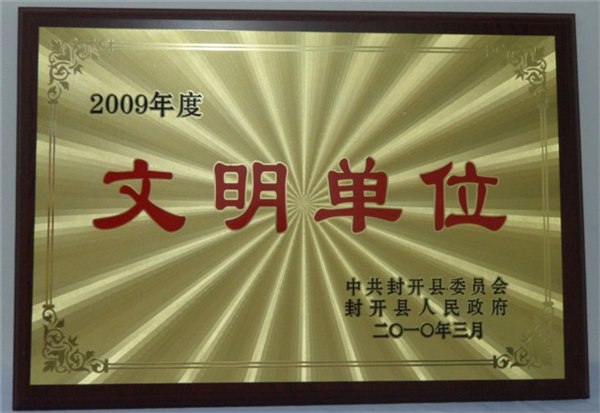 2009年度
文明单位
中共封开县委员会
封开县人民政府
二〇一〇年三月